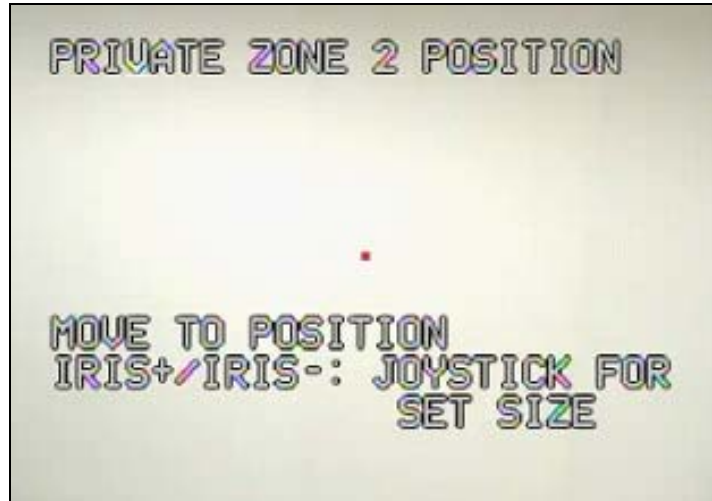 PRIVATE ZONE 2 POSITION
MOVE TO POSITION
IRIS+/IRIS-: JOYSTICK FOR
SET SIZE